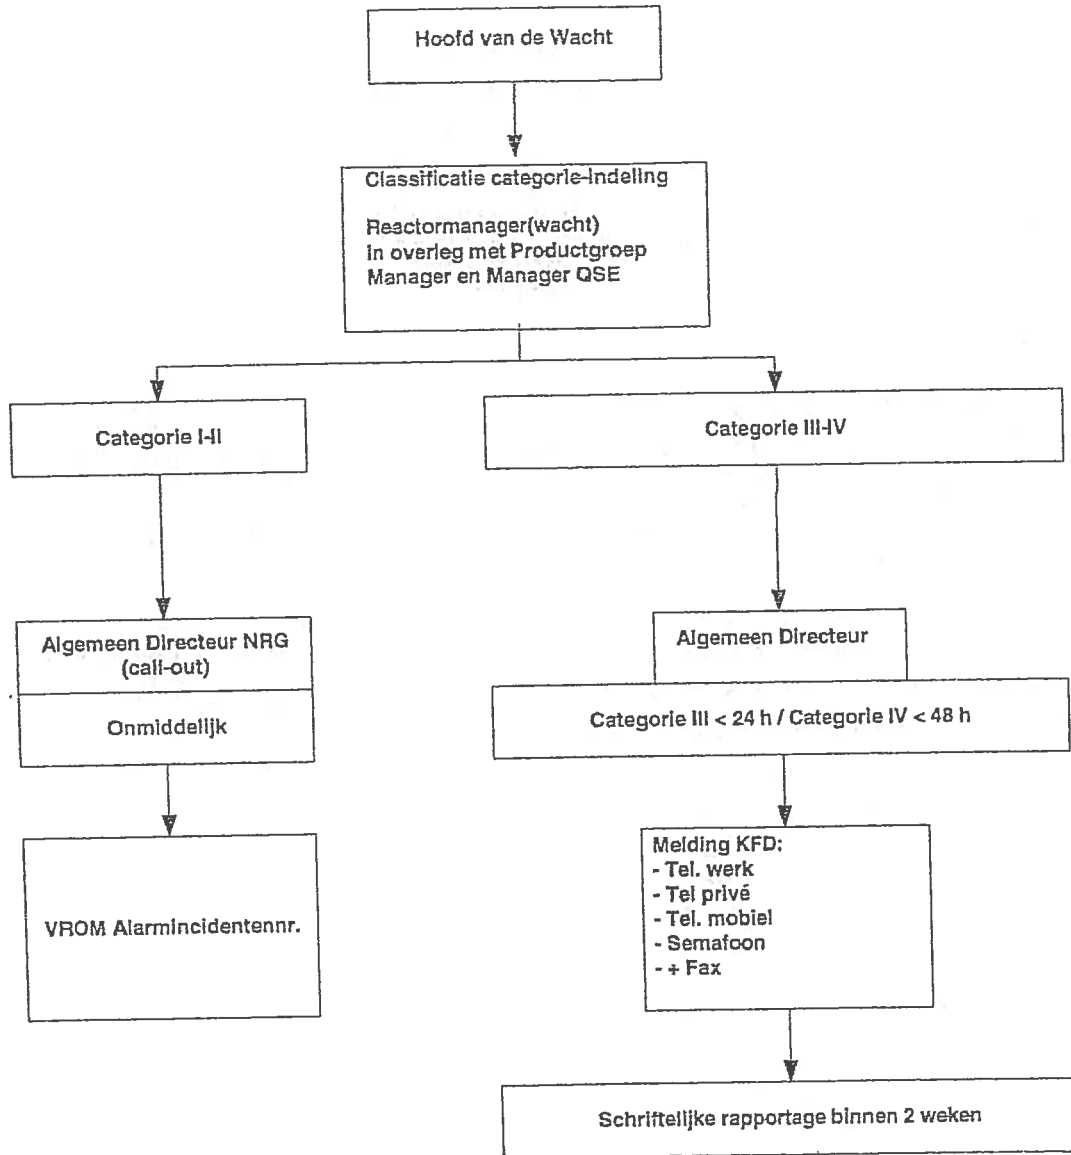 Hoofd van de Wacht
Classificatie categorie-indeling
Reactormanager(wacht)
In overleg met Productgroep
Manager en Manager QSE
Categorie I-II
Categorie III-IV
Algemeen Directeur NRG
(call-out)
Onmiddelijk
VROM Alarmincidentennr.
Algemeen Directeur
Categorie III < 24 h / Categorie IV < 48 h
Melding KFD:
- Tel. werk
- Tel privé
- Tel. mobiel
- Semafoon
- + Fax
Schriftelijke rapportage binnen 2 weken